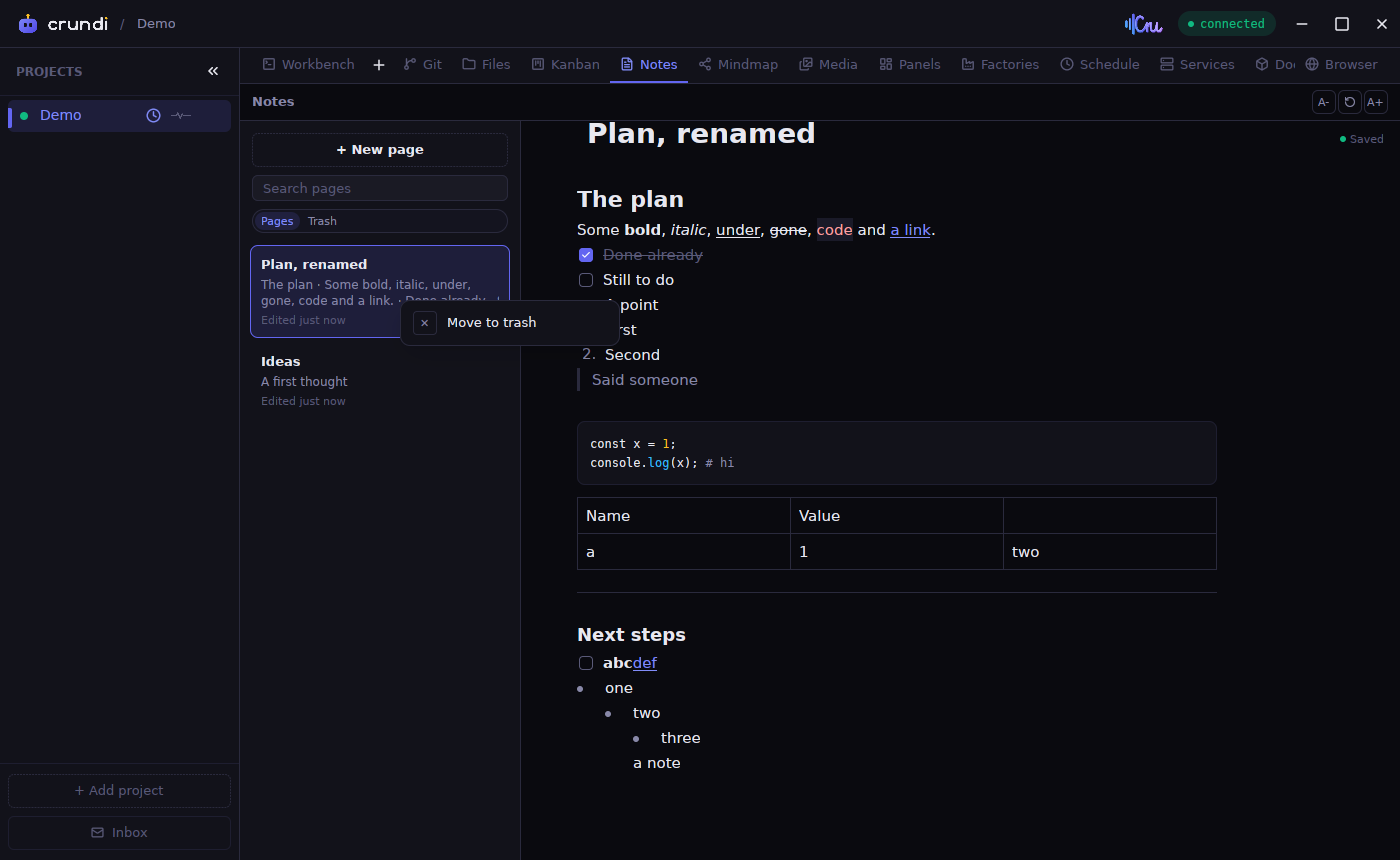 crundi / Demo
Cru
connected
PROJECTS
Demo
+ Add project
Inbox
Workbench
+
Git
Files
Kanban
Notes
Mindmap
Media
Panels
Factories
Schedule
Services
Browser
Notes
A-
A+
+ New page
Search pages
Pages Trash
Plan, renamed
The plan · Some bold, italic, under,
gone, code and a link. · Done already
Edited just now
× Move to trash
Ideas
A first thought
Edited just now
Plan, renamed
Saved
The plan
Some bold, italic, under, gone, code and a link.
Done already
Still to do
point
2. Second
Said someone
const x = 1;
console.log(x); # hi
Name Value
a 1 two
Next steps
abcdef
one
two
three
a note